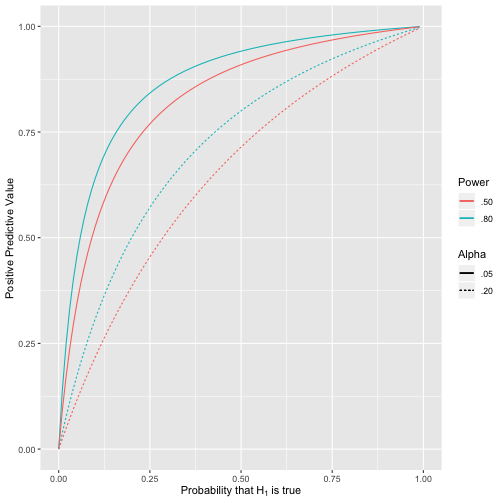 Positive Predictive Value
1.00
0.75
0.50
0.25
0.00
0.00 0.25 0.50 0.75 1.00
Probability that H₁ is true
Power
.50
.80
Alpha
.05
.20